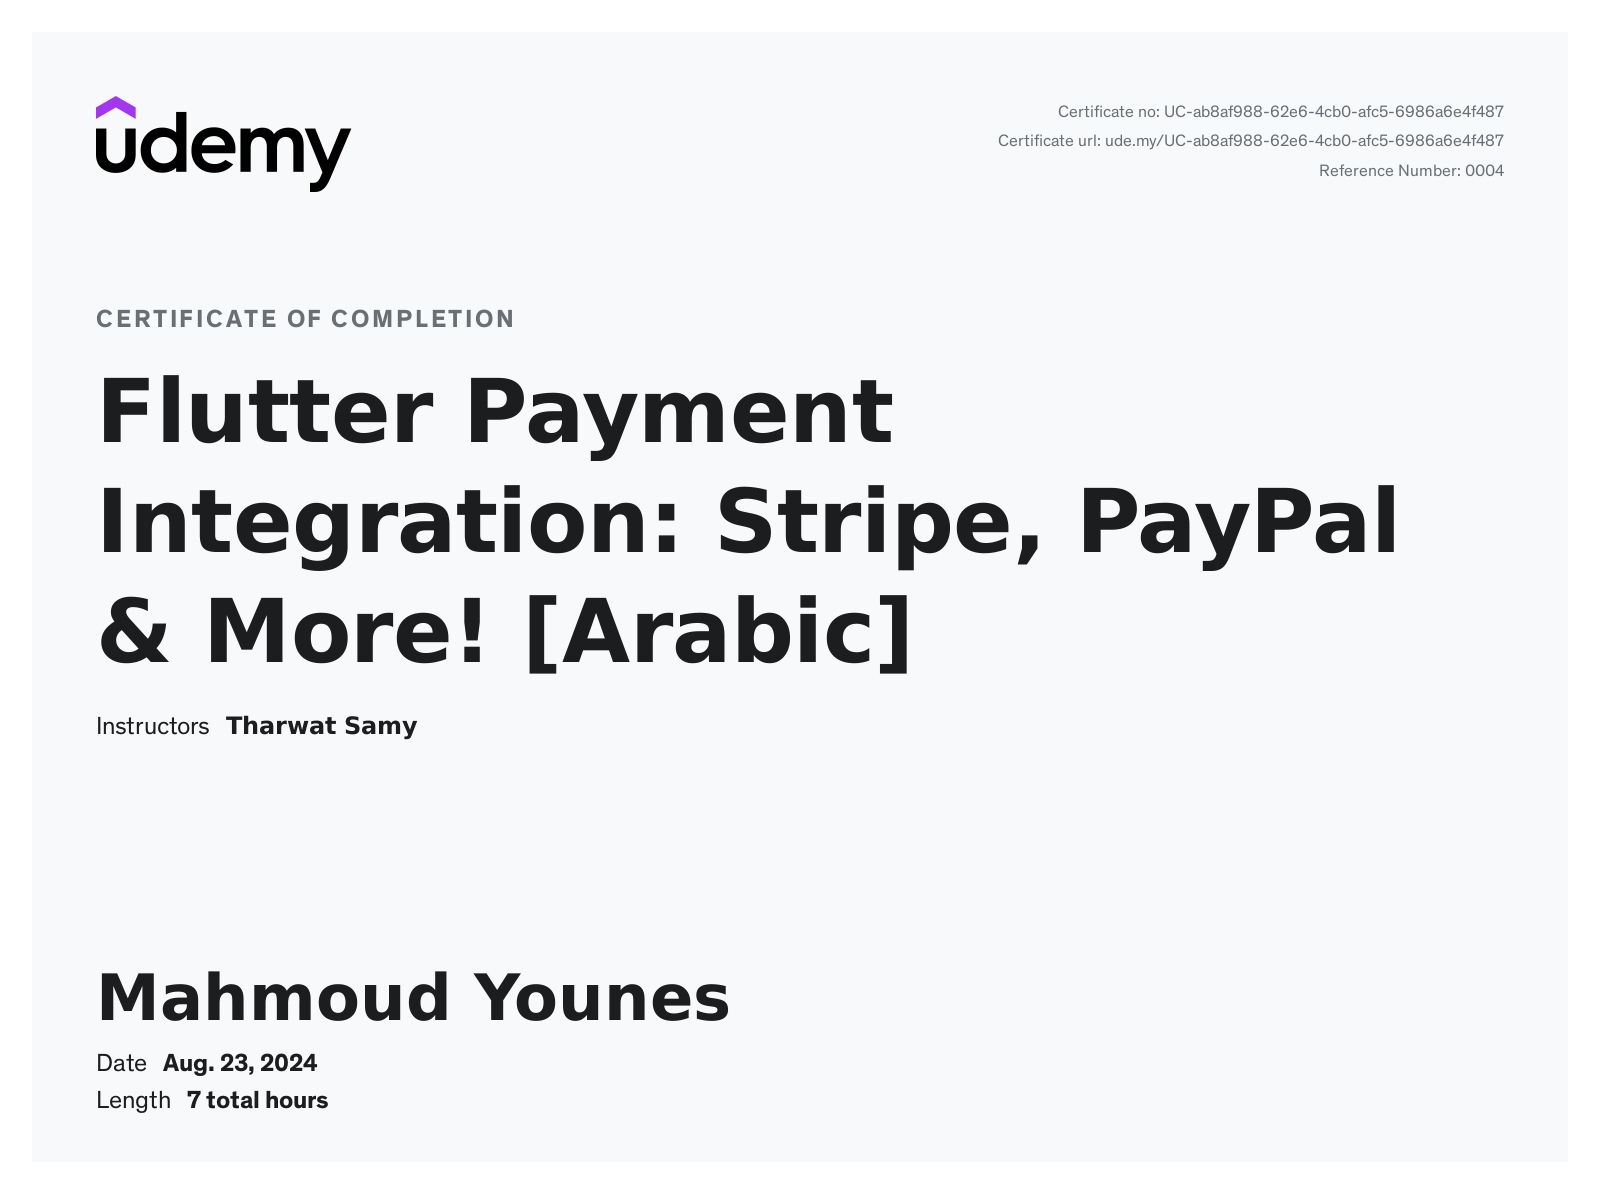 udemy
Certificate no: UC-ab8af988-62e6-4cb0-afc5-6986a6e4f487
Certificate url: ude.my/UC-ab8af988-62e6-4cb0-afc5-6986a6e4f487
Reference Number: 0004
CERTIFICATE OF COMPLETION
Flutter Payment
Integration: Stripe, PayPal
& More! [Arabic]
Instructors Tharwat Samy
Mahmoud Younes
Date Aug. 23, 2024
Length 7 total hours